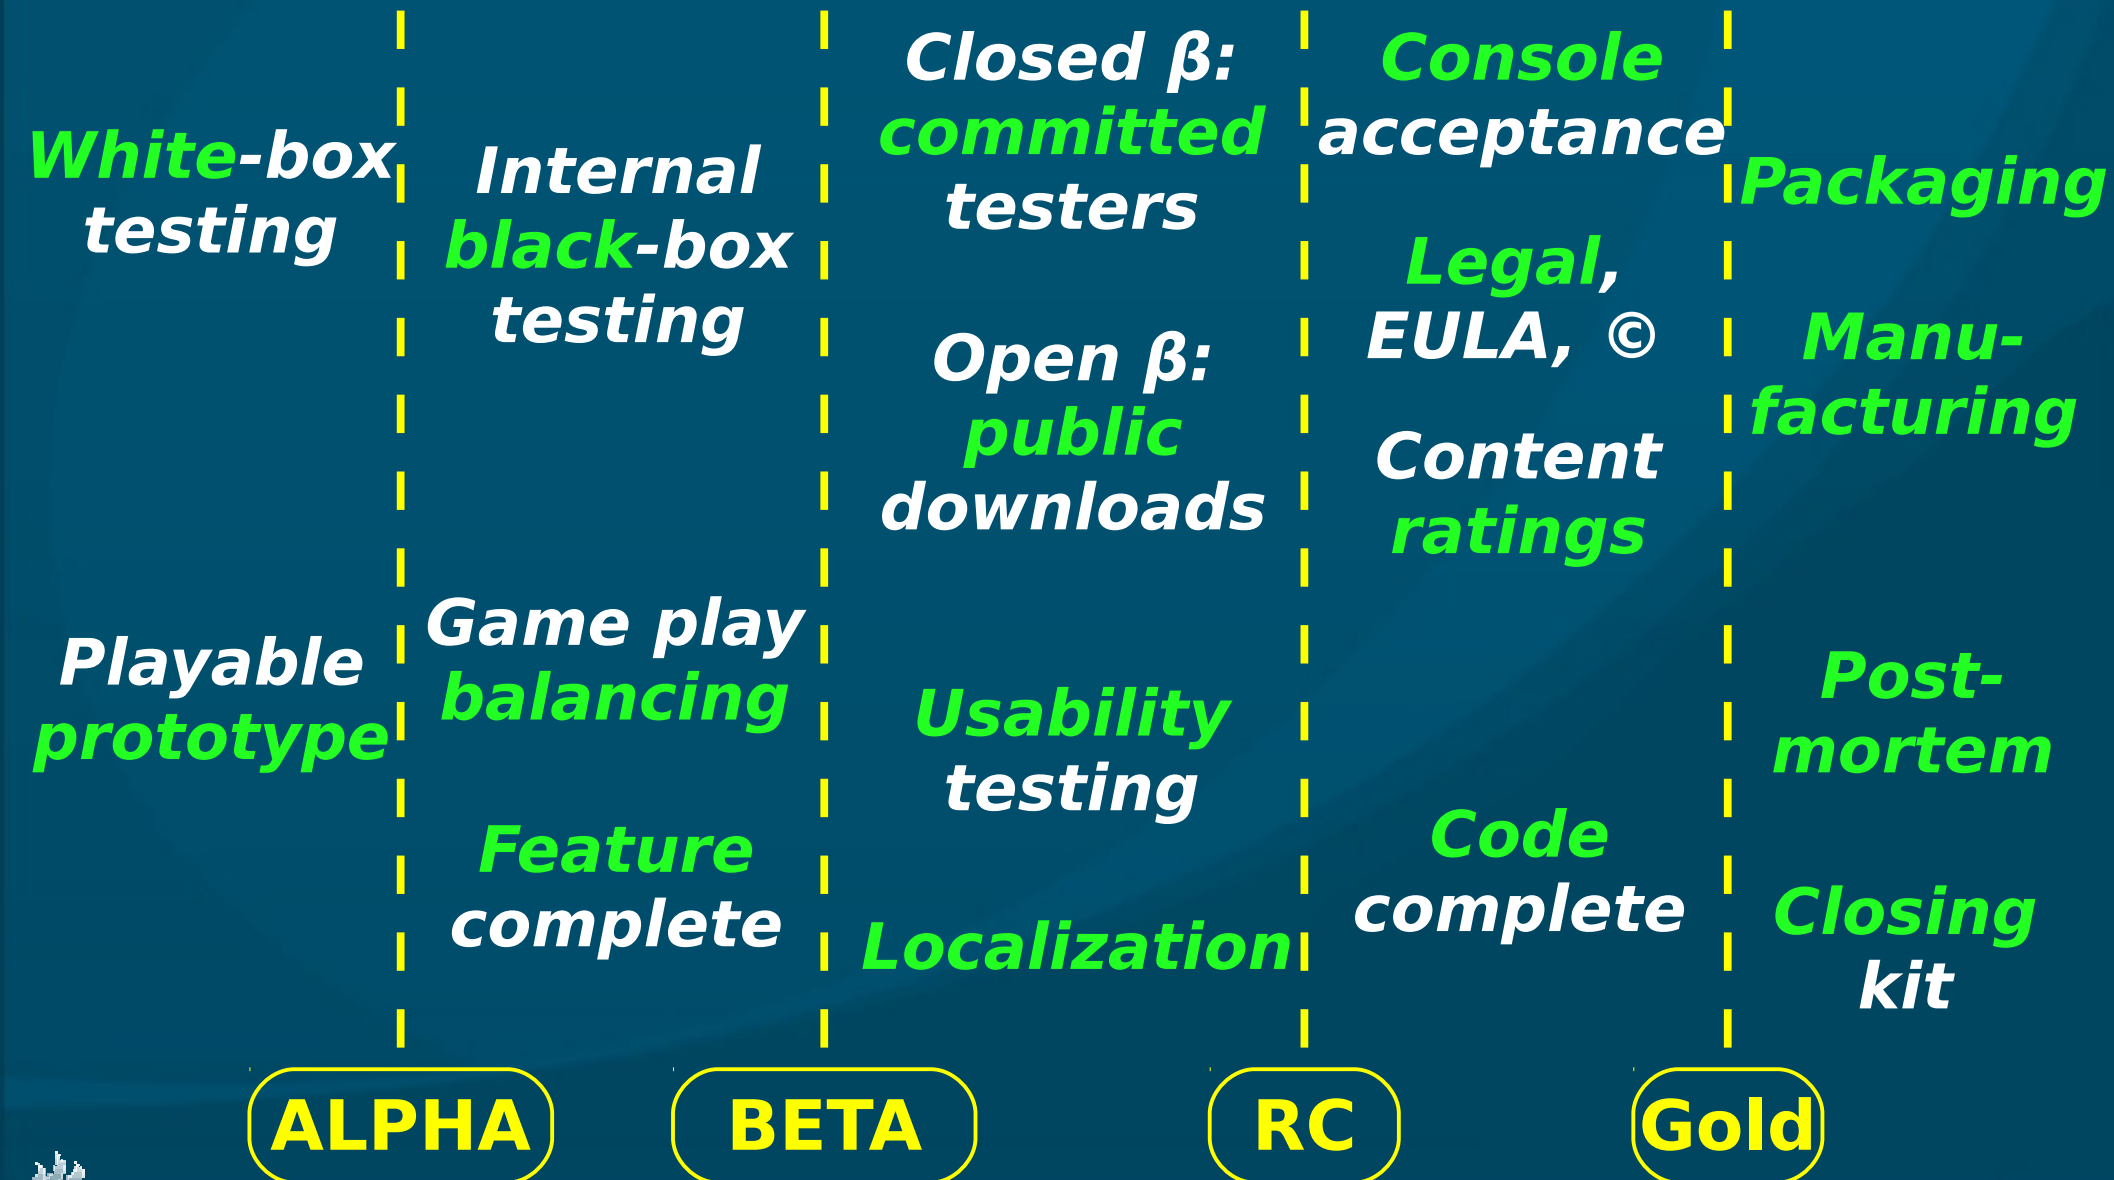 White-box
testing
Playable
prototype
Internal
black-box
testing
Game play
balancing
Feature
complete
Closed β:
committed
testers
Open β:
public
downloads
Usability
testing
Localization
Console
acceptance
Legal,
EULA, ©
Content
ratings
Code
complete
Packaging
Manu-
facturing
Post-
mortem
Closing
kit
ALPHA
BETA
RC
Gold